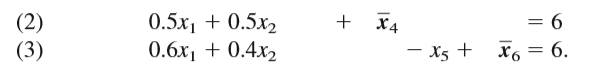 (2) 0.5x₁ + 0.5x₂ + x̄₄ = 6
(3) 0.6x₁ + 0.4x₂ − x₅ + x̄₆ = 6.